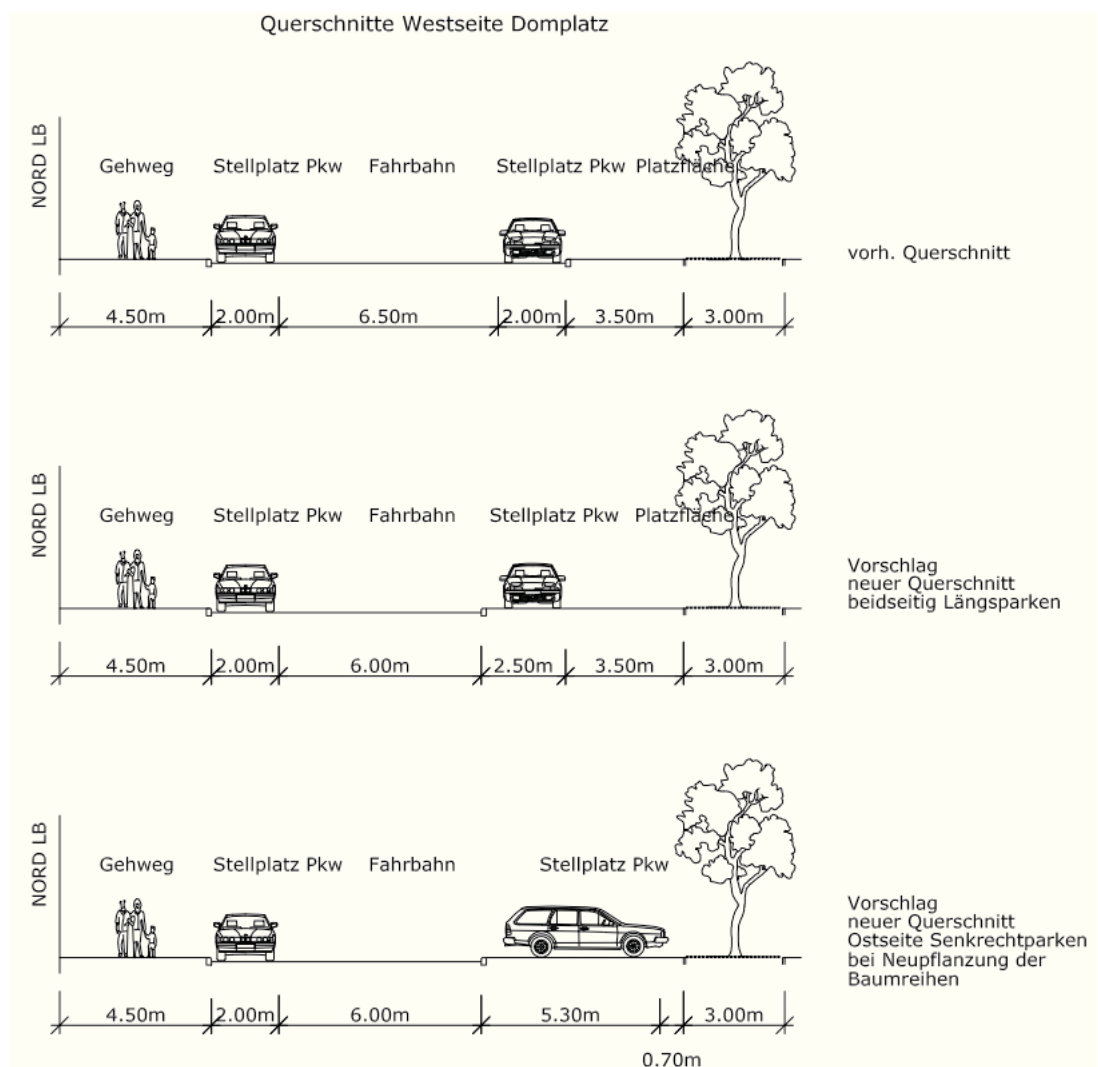 Querschnitte Westseite Domplatz
NORD LB
Gehweg Stellplatz Pkw Fahrbahn Stellplatz Pkw Platzfläche
vorh. Querschnitt
4.50m 2.00m 6.50m 2.00m 3.50m 3.00m
NORD LB
Gehweg Stellplatz Pkw Fahrbahn Stellplatz Pkw Platzfläche
Vorschlag
neuer Querschnitt
beidseitig Längsparken
4.50m 2.00m 6.00m 2.50m 3.50m 3.00m
NORD LB
Gehweg Stellplatz Pkw Fahrbahn Stellplatz Pkw
Vorschlag
neuer Querschnitt
Ostseite Senkrechtparken
bei Neupflanzung der
Baumreihen
4.50m 2.00m 6.00m 5.30m 3.00m
0.70m